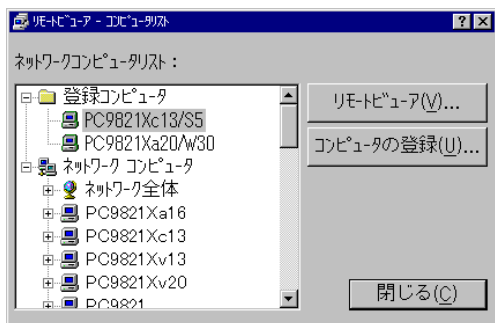 リモートビューア - コンピュータリスト
ネットワークコンピュータリスト：
登録コンピュータ
PC9821Xc13/S5
PC9821Xa20/W30
ネットワーク コンピュータ
ネットワーク全体
PC9821Xa16
PC9821Xc13
PC9821Xv13
PC9821Xv20
PC9821
リモートビューア(V)...
コンピュータの登録(U)...
閉じる(C)